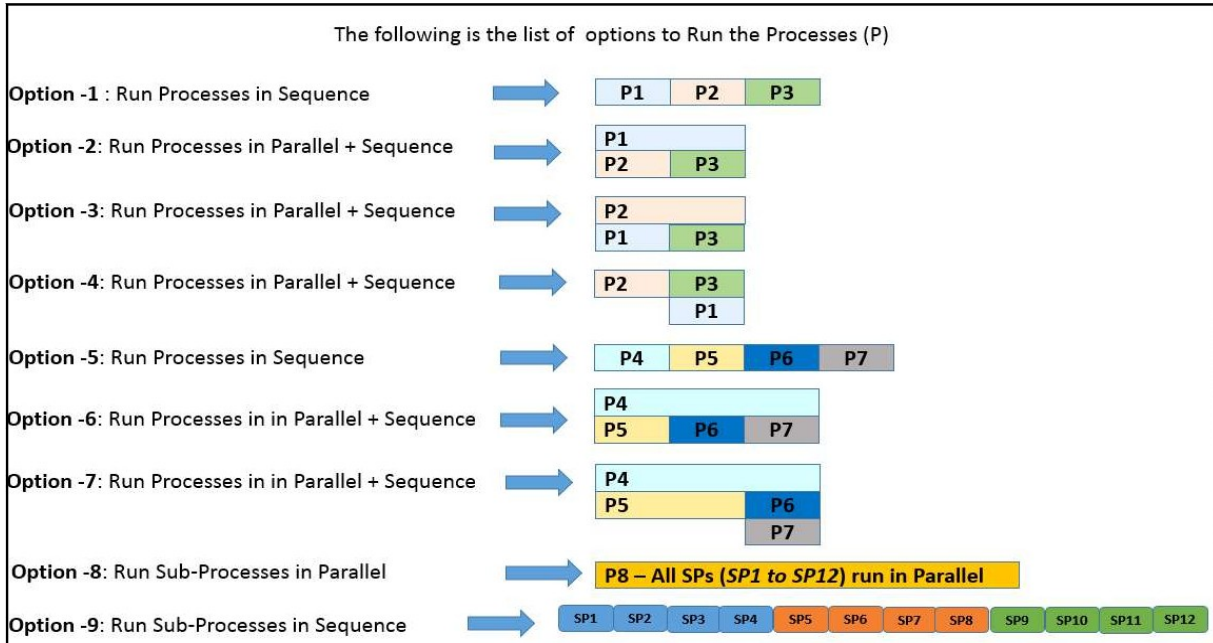 The following is the list of options to Run the Processes (P)
Option -1 : Run Processes in Sequence P1 P2 P3
Option -2: Run Processes in Parallel + Sequence P1
P2 P3
Option -3: Run Processes in Parallel + Sequence P2
P1 P3
Option -4: Run Processes in Parallel + Sequence P2 P3
P1
Option -5: Run Processes in Sequence P4 P5 P6 P7
Option -6: Run Processes in in Parallel + Sequence P4
P5 P6 P7
Option -7: Run Processes in in Parallel + Sequence P4
P5 P6
P7
Option -8: Run Sub-Processes in Parallel P8 – All SPs (SP1 to SP12) run in Parallel
Option -9: Run Sub-Processes in Sequence SP1 SP2 SP3 SP4 SP5 SP6 SP7 SP8 SP9 SP10 SP11 SP12